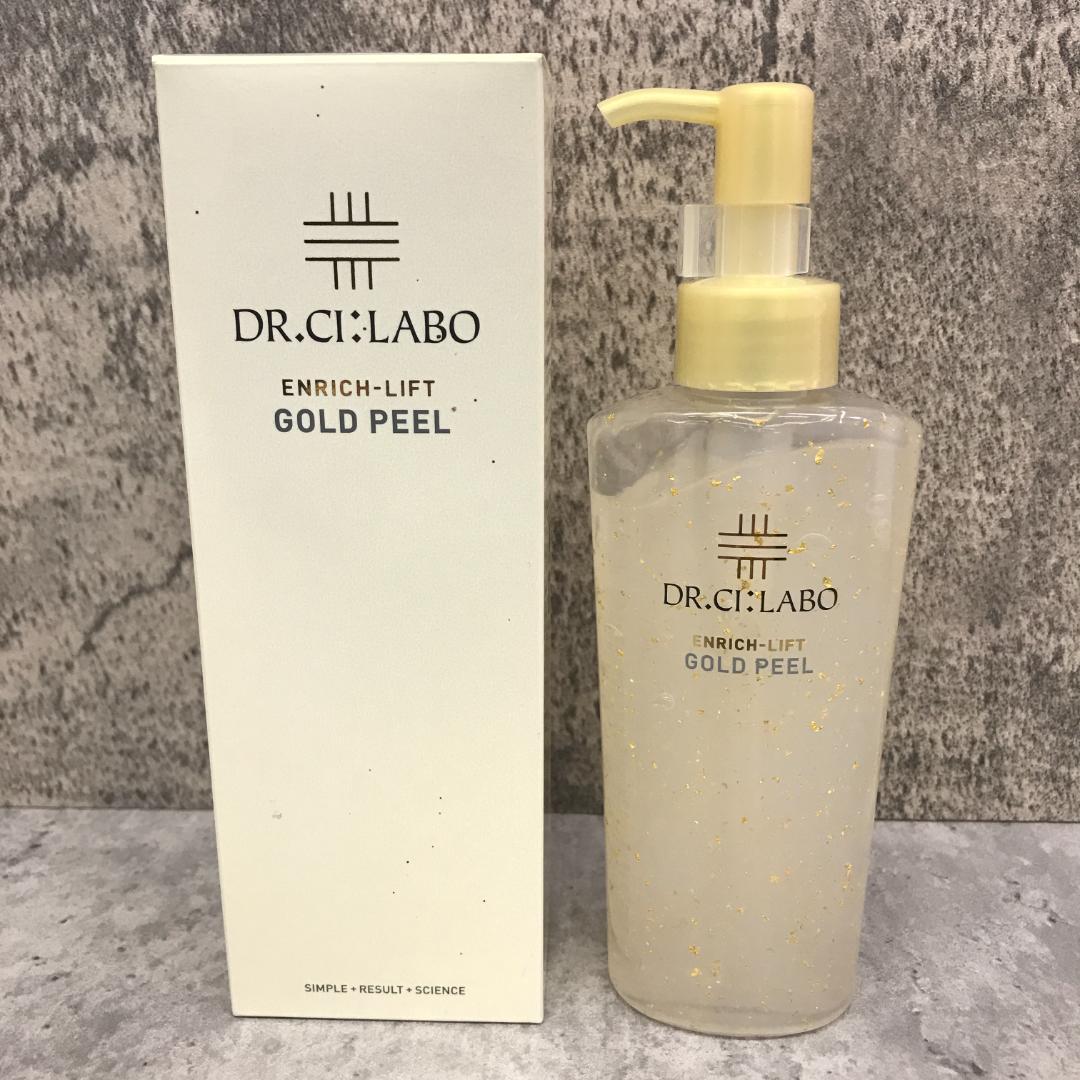 DR.CI:LABO
ENRICH-LIFT
GOLD PEEL
SIMPLE + RESULT + SCIENCE
DR.CI:LABO
ENRICH-LIFT
GOLD PEEL